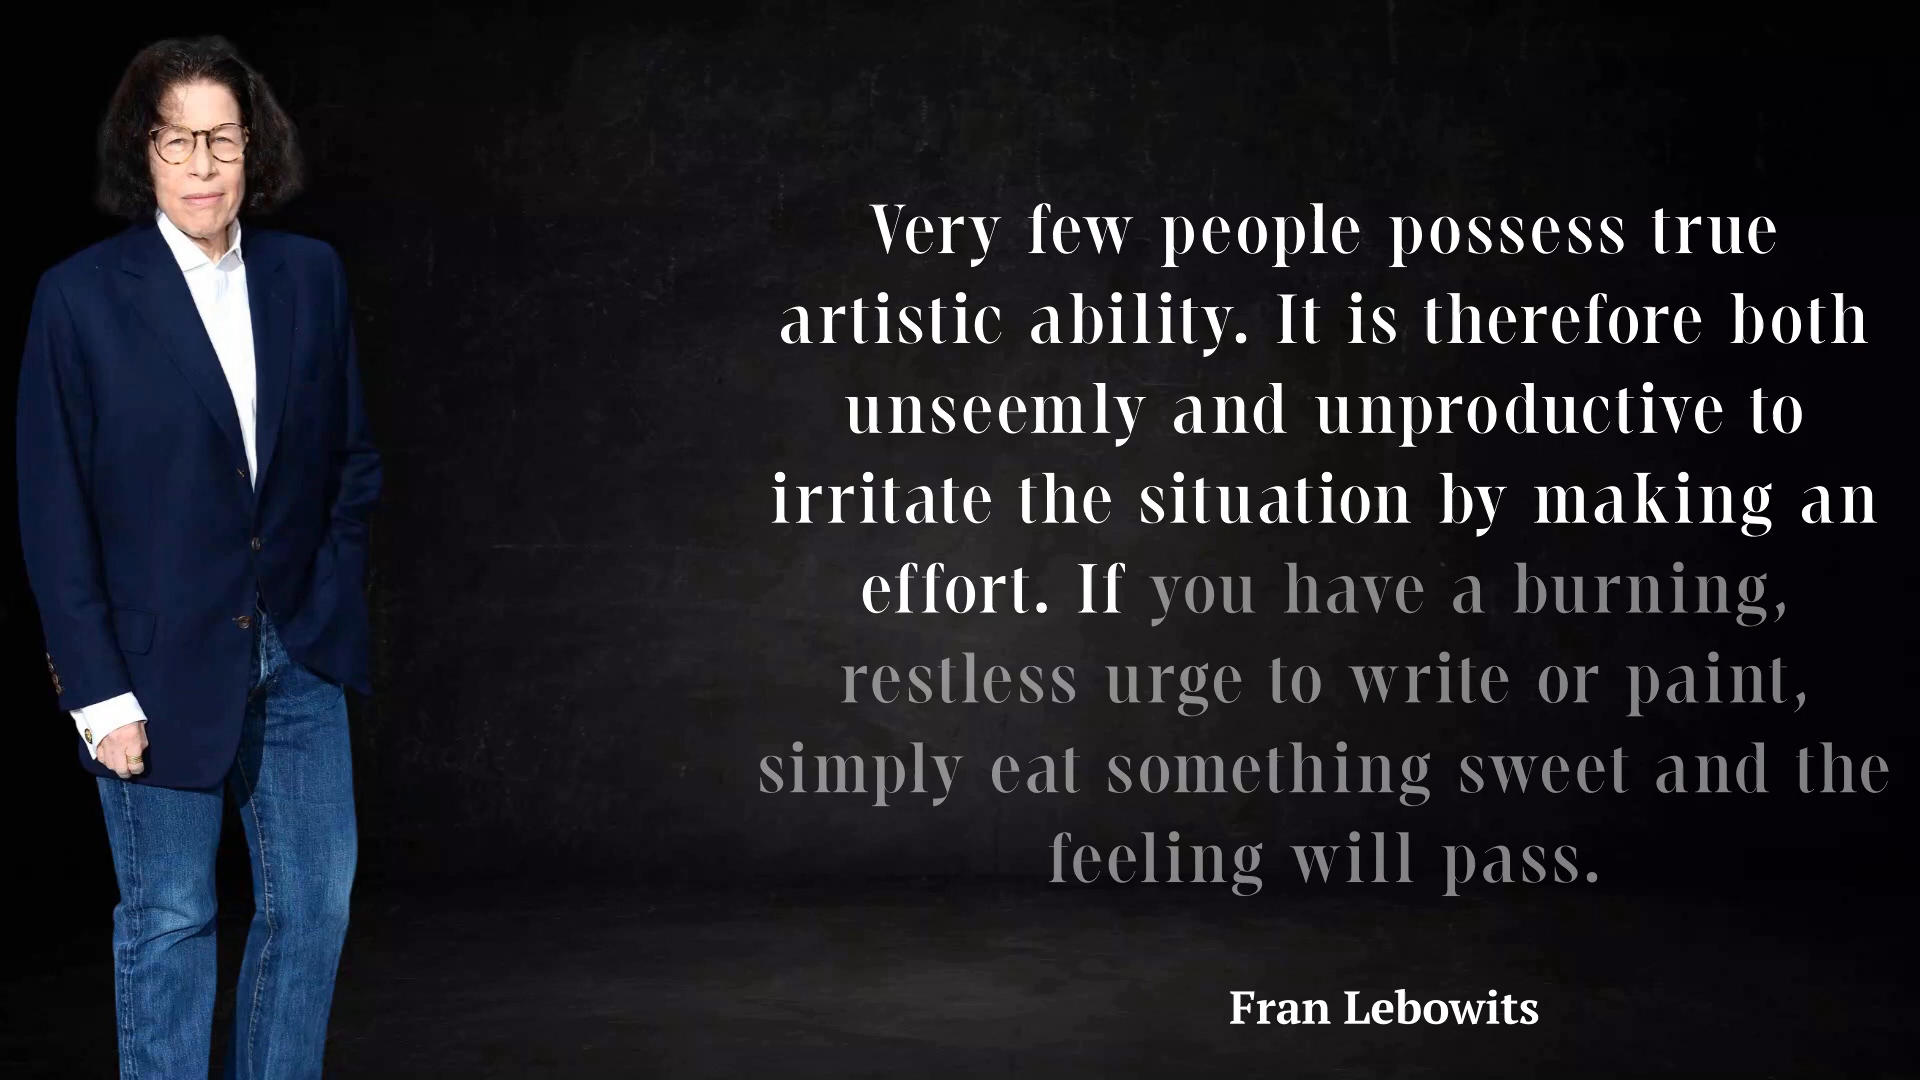 Very few people possess true
artistic ability. It is therefore both
unseemly and unproductive to
irritate the situation by making an
effort. If you have a burning,
restless urge to write or paint,
simply eat something sweet and the
feeling will pass.
Fran Lebowits